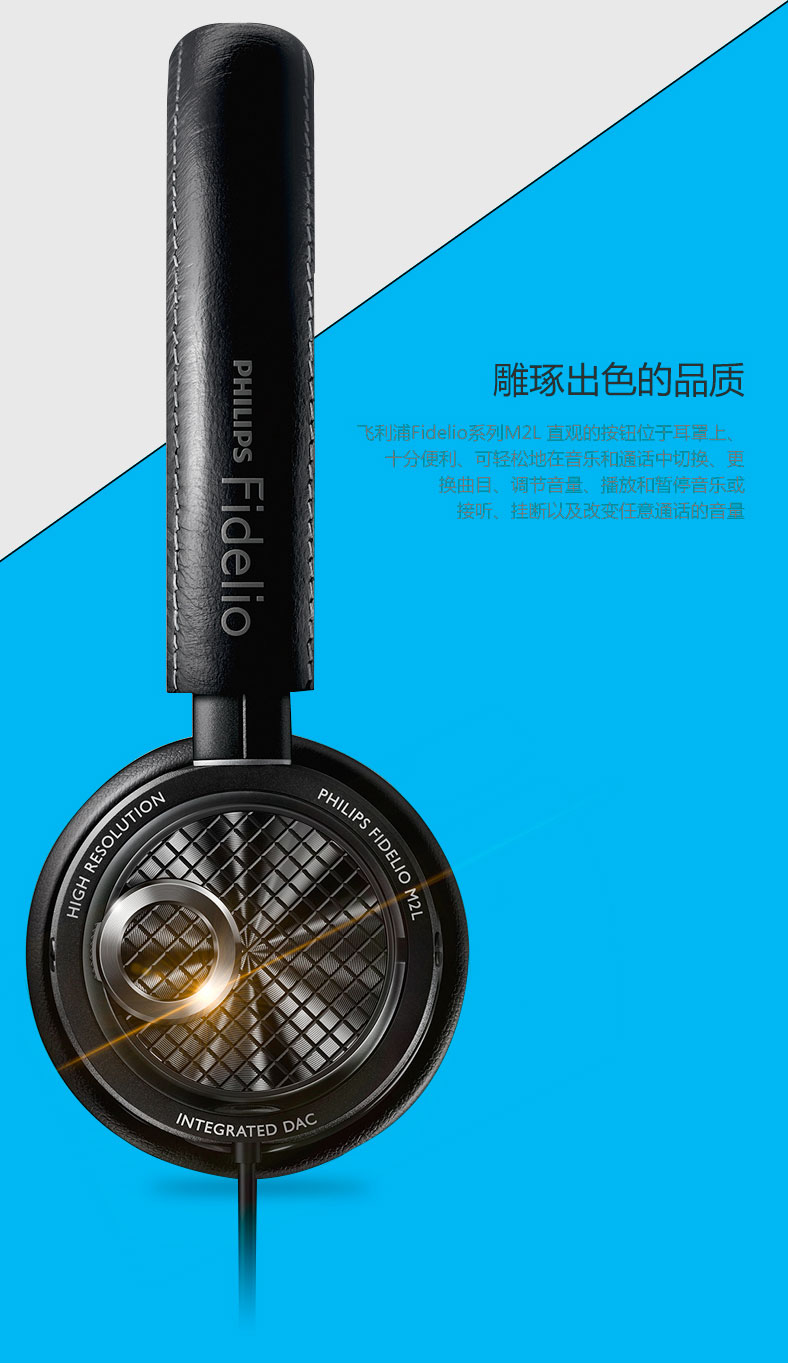 雕琢出色的品质
飞利浦Fidelio系列M2L 直观的按钮位于耳罩上、
十分便利、可轻松地在音乐和通话中切换、更
换曲目、调节音量、播放和暂停音乐或
接听、挂断以及改变任意通话的音量
PHILIPS Fidelio
HIGH RESOLUTION
PHILIPS FIDELIO M2L
INTEGRATED DAC